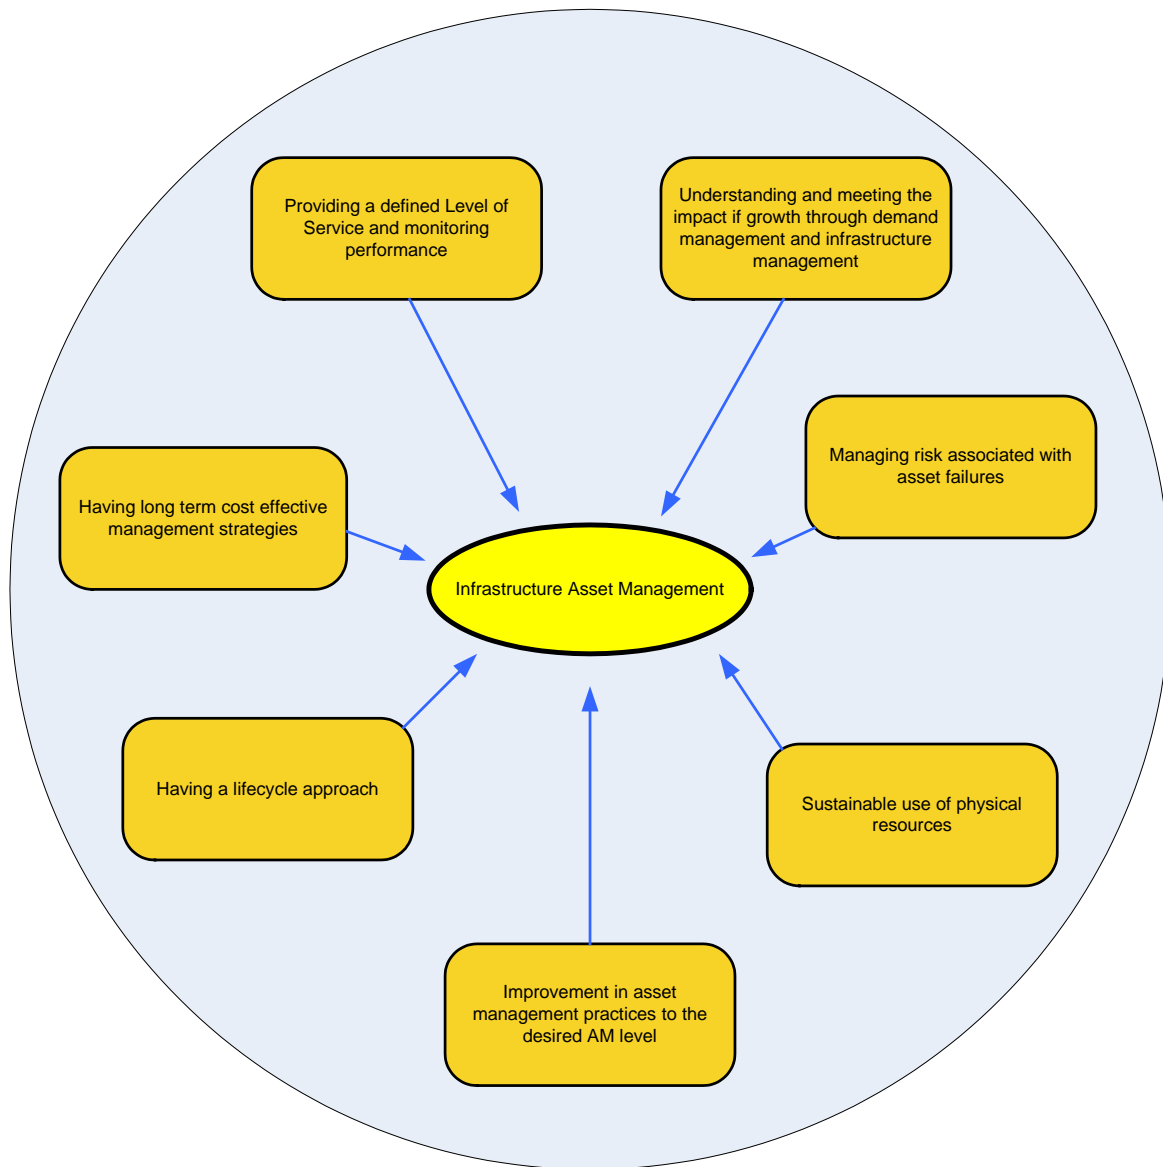 Providing a defined Level of
Service and monitoring
performance
Understanding and meeting the
impact if growth through demand
management and infrastructure
management
Managing risk associated with
asset failures
Having long term cost effective
management strategies
Infrastructure Asset Management
Having a lifecycle approach
Sustainable use of physical
resources
Improvement in asset
management practices to the
desired AM level